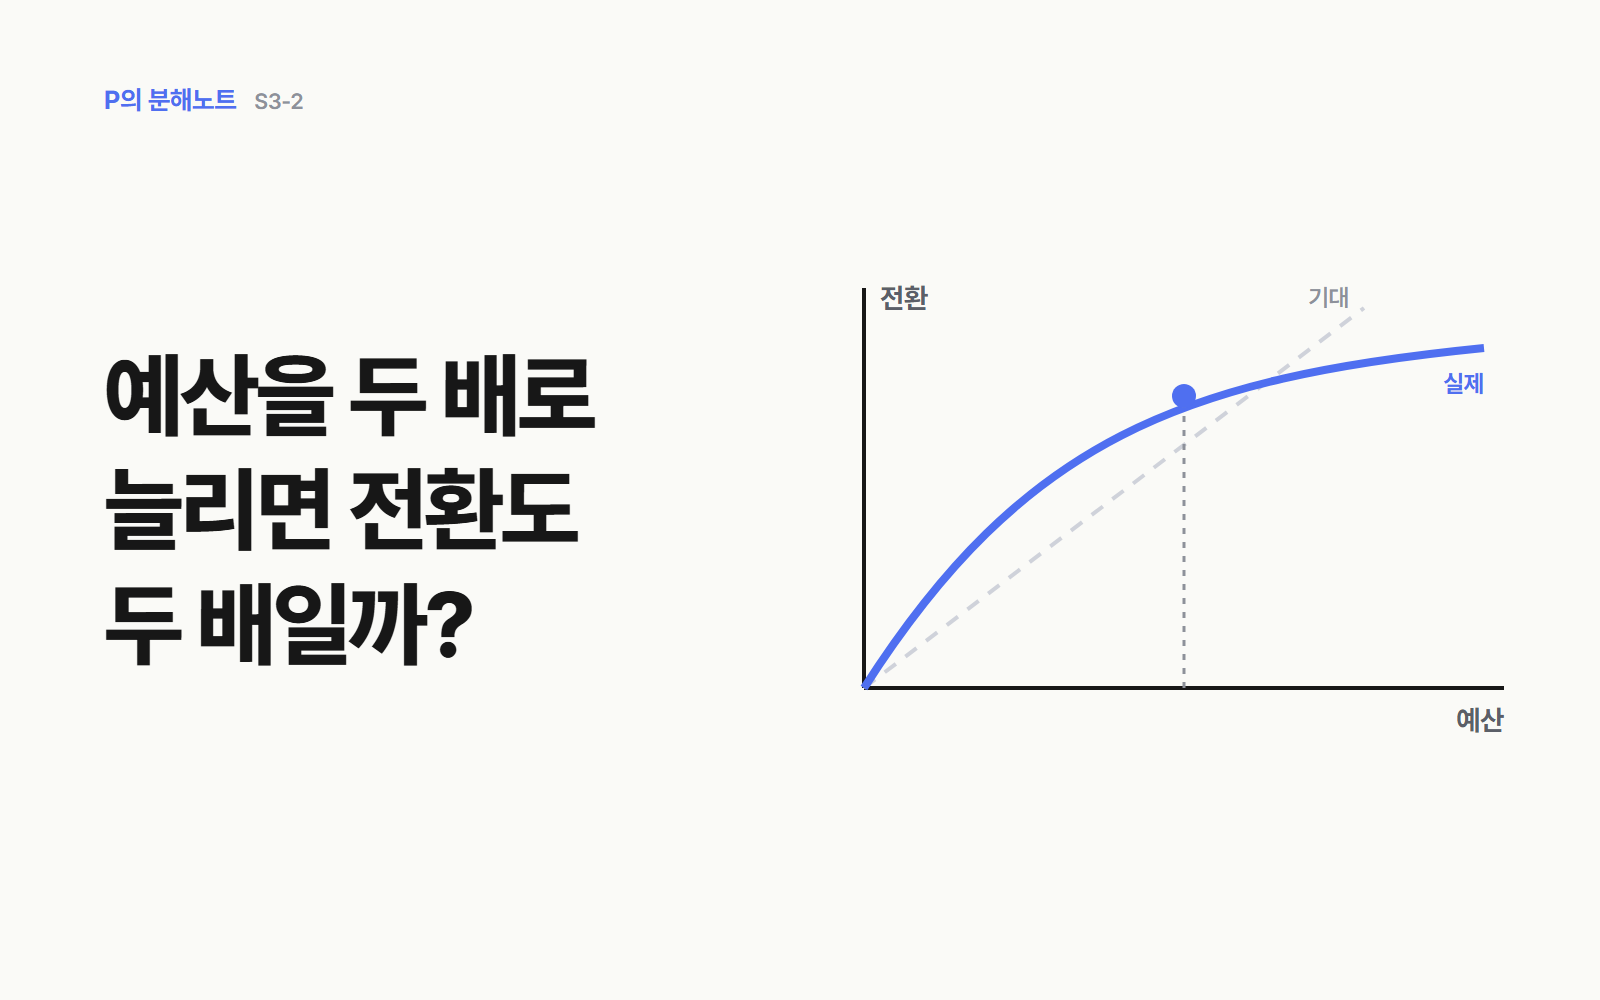 P의 분해노트 S3-2
예산을 두 배로
늘리면 전환도
두 배일까?
전환
기대
실제
예산